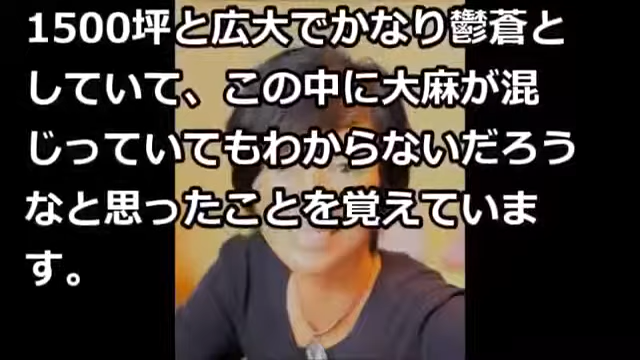 1500坪と広大でかなり鬱蒼と
していて、この中に大麻が混
じっていてもわからないだろう
なと思ったことを覚えていま
す。